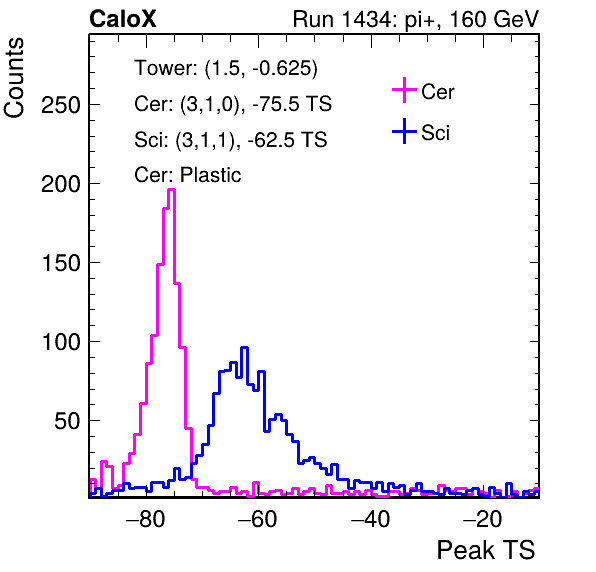 CaloX Run 1434: pi+, 160 GeV
Counts
Tower: (1.5, -0.625)
Cer: (3,1,0), -75.5 TS
Sci: (3,1,1), -62.5 TS
Cer: Plastic
Cer
Sci
250
200
150
100
50
−80 −60 −40 −20
Peak TS